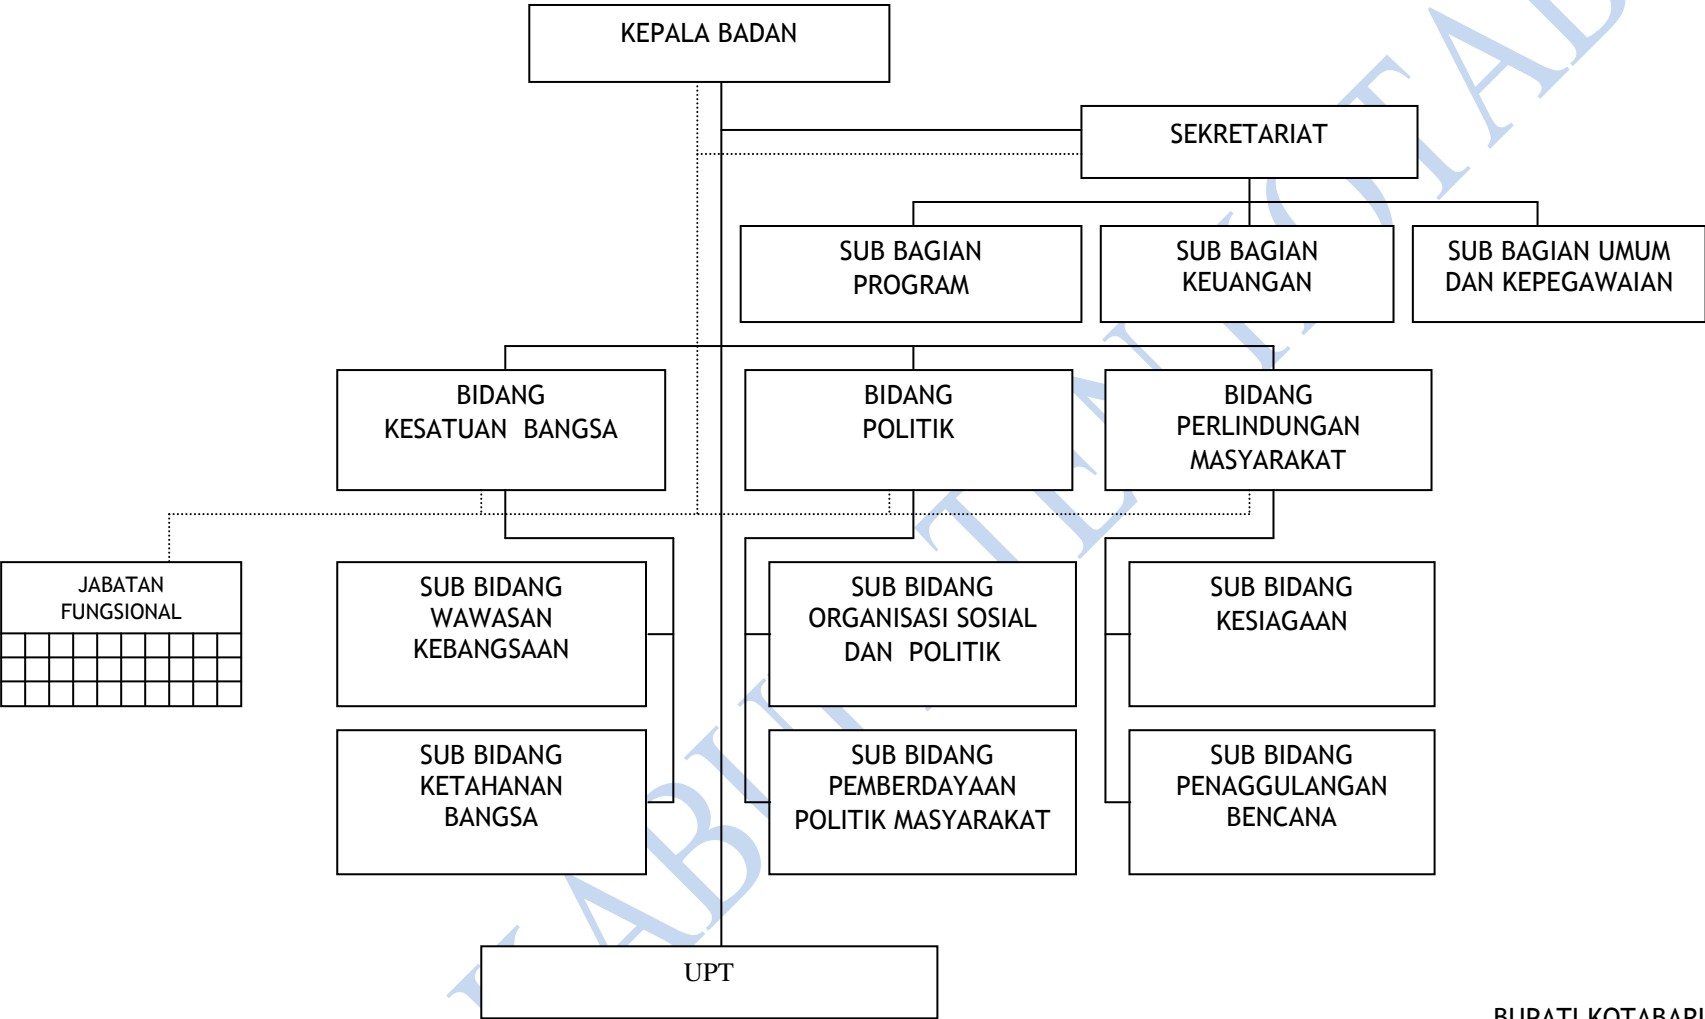 KEPALA BADAN
SEKRETARIAT
SUB BAGIAN
PROGRAM
SUB BAGIAN
KEUANGAN
SUB BAGIAN UMUM
DAN KEPEGAWAIAN
BIDANG
KESATUAN BANGSA
BIDANG
POLITIK
BIDANG
PERLINDUNGAN
MASYARAKAT
JABATAN
FUNGSIONAL
SUB BIDANG
WAWASAN
KEBANGSAAN
SUB BIDANG
ORGANISASI SOSIAL
DAN POLITIK
SUB BIDANG
KESIAGAAN
SUB BIDANG
KETAHANAN
BANGSA
SUB BIDANG
PEMBERDAYAAN
POLITIK MASYARAKAT
SUB BIDANG
PENAGGULANGAN
BENCANA
UPT
BUPATI